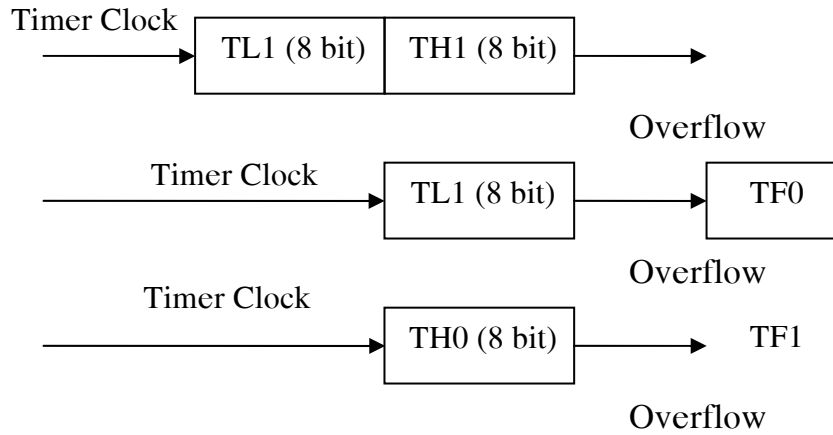 Timer Clock
TL1 (8 bit) TH1 (8 bit)
Overflow
Timer Clock
TL1 (8 bit) TF0
Overflow
Timer Clock
TH0 (8 bit) TF1
Overflow